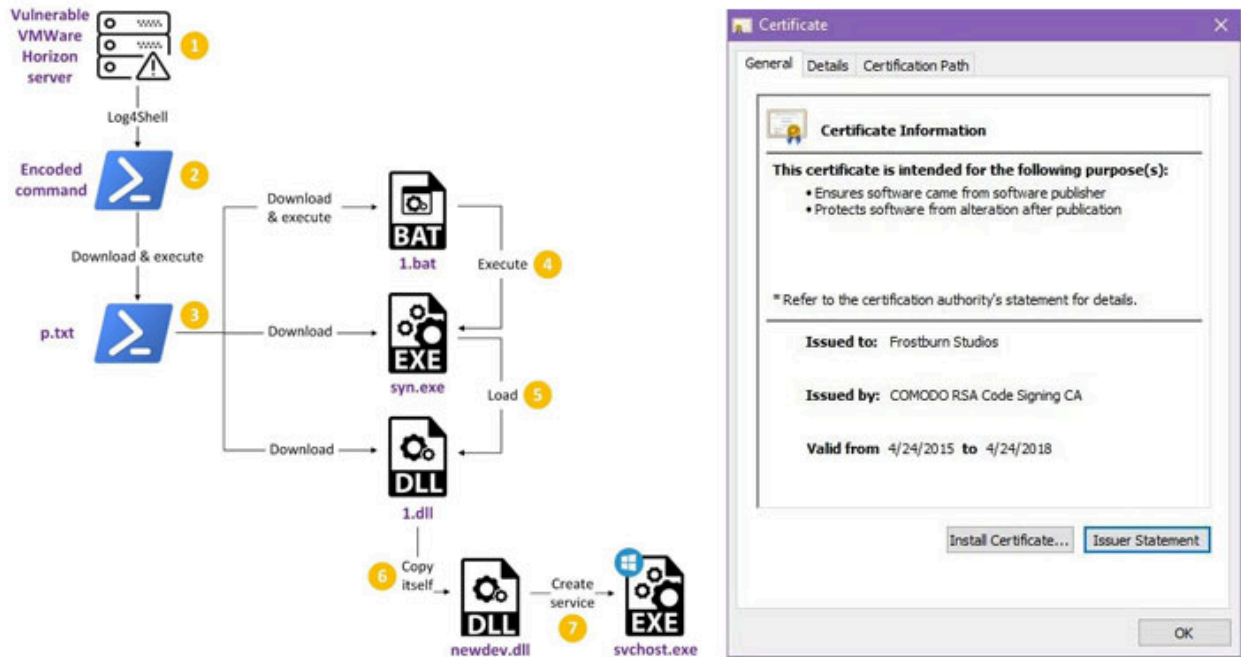 Vulnerable
VMWare
Horizon
server
1
Log4Shell
Encoded
command
2
Download & execute
p.txt
3
Download
& execute
BAT
1.bat
Execute
4
Download
EXE
syn.exe
Load
5
Download
DLL
1.dll
6
Copy
itself
DLL
newdev.dll
Create
service
7
EXE
svchost.exe
Certificate
General
Details
Certification Path
Certificate Information
This certificate is intended for the following purpose(s):
• Ensures software came from software publisher
• Protects software from alteration after publication
* Refer to the certification authority's statement for details.
Issued to: Frostburn Studios
Issued by: COMODO RSA Code Signing CA
Valid from 4/24/2015 to 4/24/2018
Install Certificate...
Issuer Statement
OK